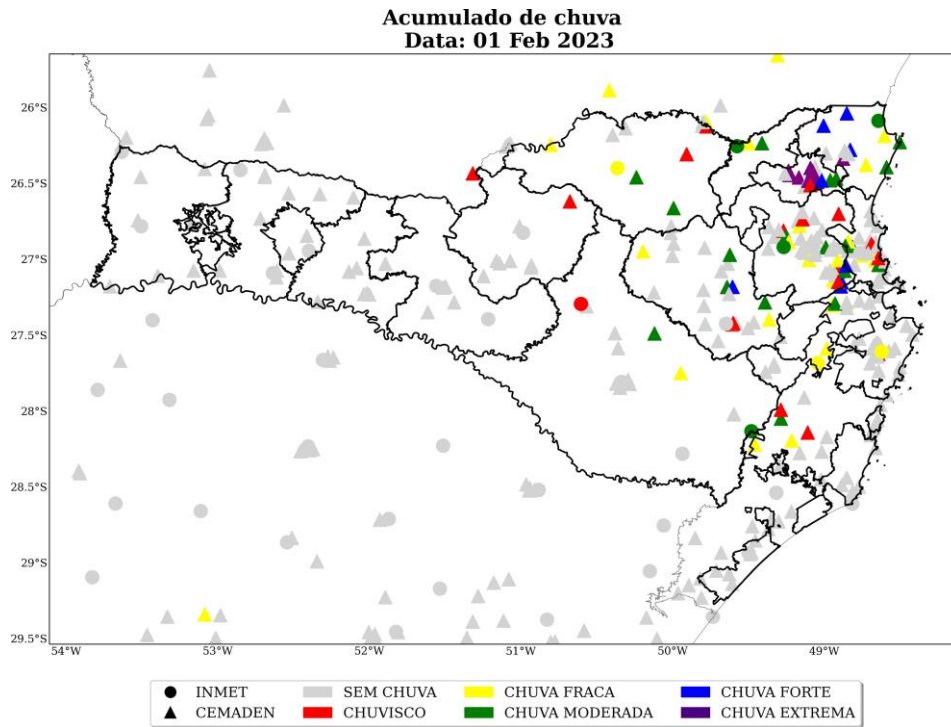 Acumulado de chuva
Data: 01 Feb 2023
26°S
26.5°S
27°S
27.5°S
28°S
28.5°S
29°S
29.5°S
54°W 53°W 52°W 51°W 50°W 49°W
INMET SEM CHUVA CHUVA FRACA CHUVA FORTE
CEMADEN CHUVISCO CHUVA MODERADA CHUVA EXTREMA